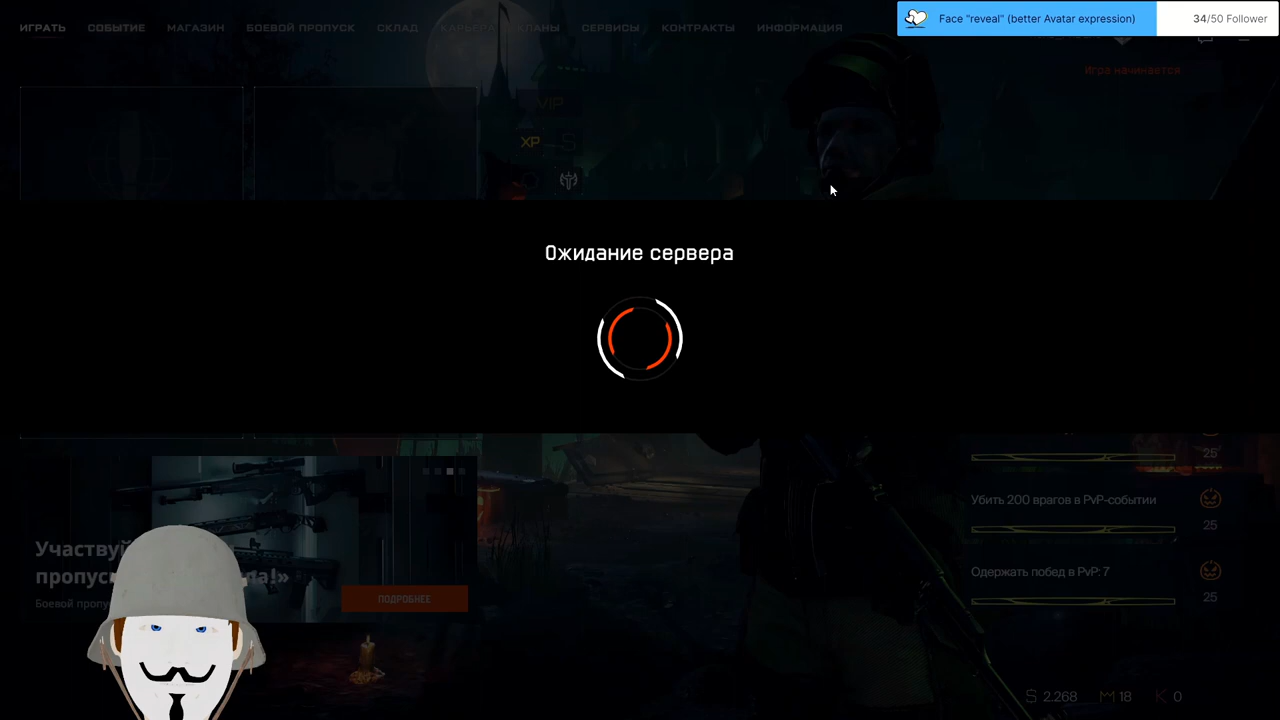 ИГРАТЬ СОБЫТИЕ МАГАЗИН БОЕВОЙ ПРОПУСК СКЛАД КАРЬЕРА КЛАНЫ СЕРВИСЫ КОНТРАКТЫ ИНФОРМАЦИЯ
Face "reveal" (better Avatar expression)
34/50 Follower
Игра начинается
VIP
XP
Ожидание сервера
25
Убить 200 врагов в PvP-событии
25
Одержать побед в PvP: 7
25
Участвуй
ПОДРОБНЕЕ
2.268 18 K 0